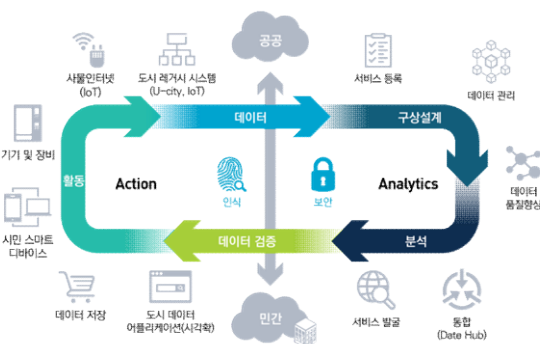 공공
사물인터넷
(IoT)
도시 레거시 시스템
(U-city, IoT)
서비스 등록
데이터 관리
데이터
구상설계
기기 및 장비
활동
Action
인식
보안
Analytics
데이터
품질향상
시민 스마트
디바이스
데이터 검증
분석
데이터 저장
도시 데이터
어플리케이션(시각확)
민간
서비스 발굴
통합
(Date Hub)